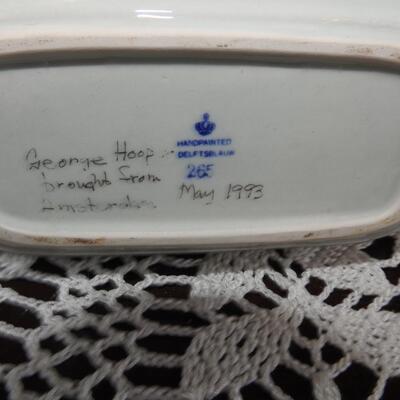 HANDPAINTED
DELFTSBLAUW
265
George Hoop
brought from
Amsterdam
May 1993